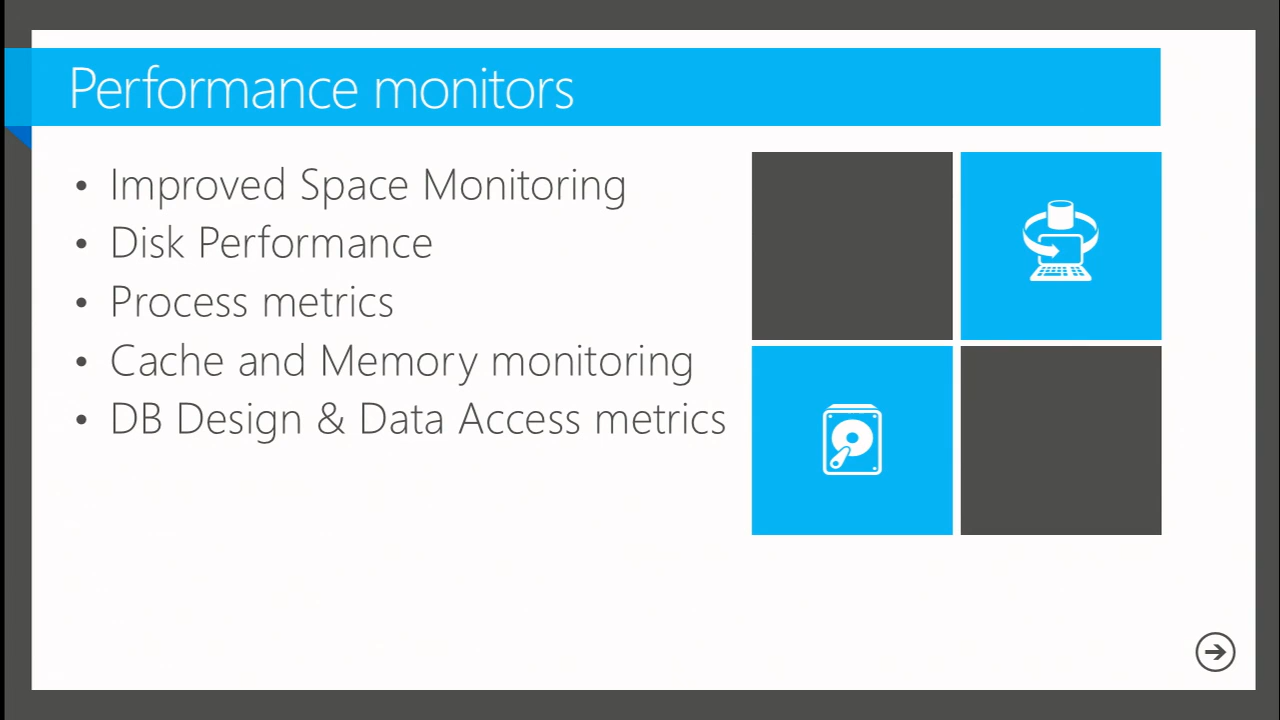 Performance monitors
• Improved Space Monitoring
• Disk Performance
• Process metrics
• Cache and Memory monitoring
• DB Design & Data Access metrics